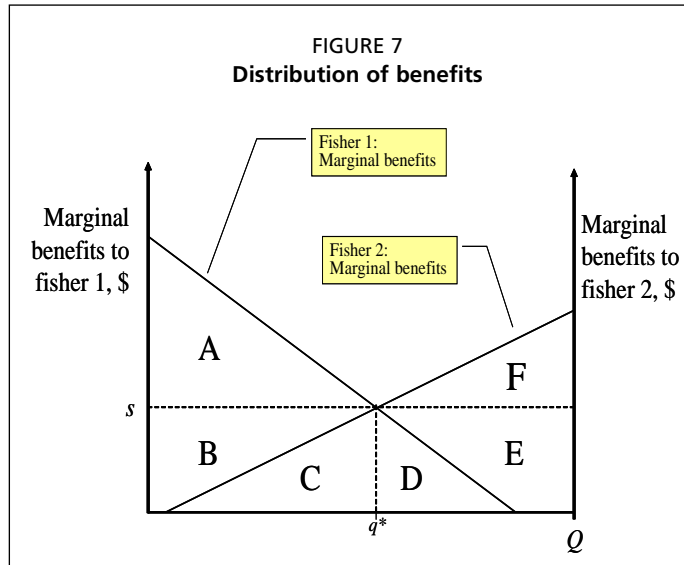 FIGURE 7
Distribution of benefits
Fisher 1:
Marginal benefits
Marginal
benefits to
fisher 1, $
Fisher 2:
Marginal benefits
Marginal
benefits to
fisher 2, $
A
F
s
B
C
D
E
q*
Q